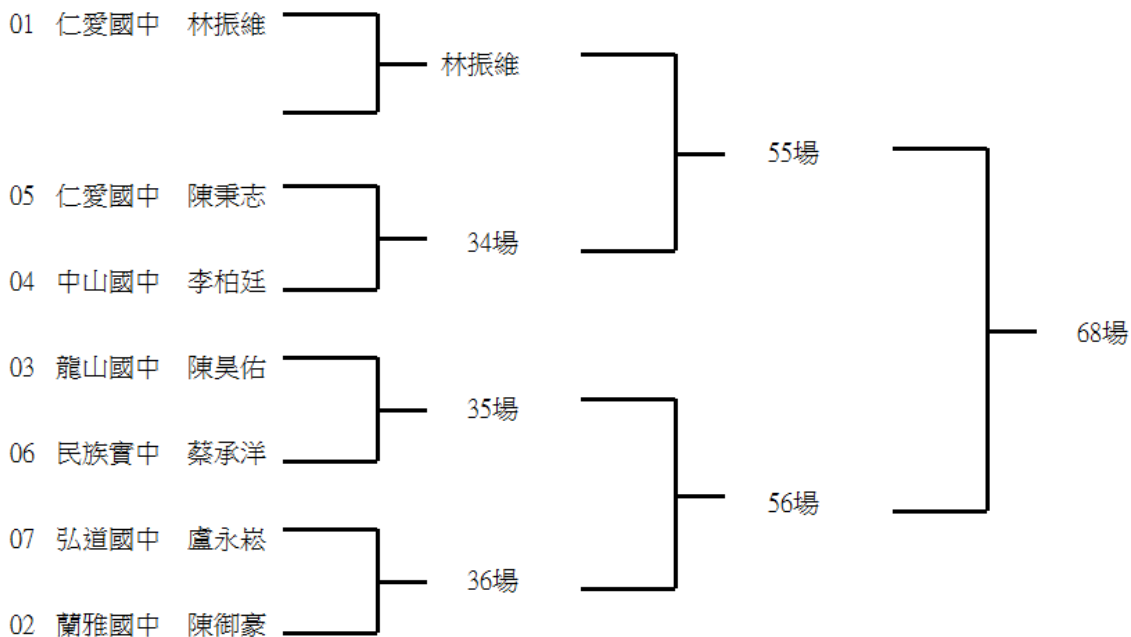 01 仁愛國中 林振維
林振維
55場
05 仁愛國中 陳秉志
34場
04 中山國中 李柏廷
68場
03 龍山國中 陳昊佑
35場
06 民族實中 蔡承洋
56場
07 弘道國中 盧永崧
36場
02 蘭雅國中 陳御豪